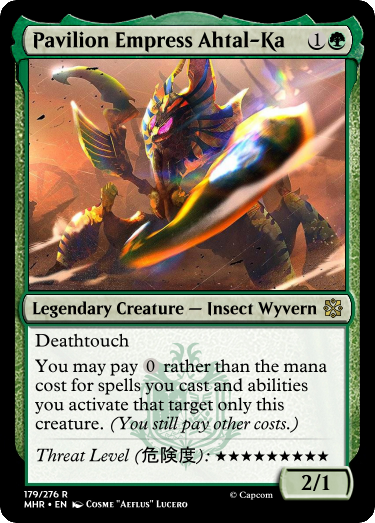 Pavilion Empress Ahtal-Ka 1
Legendary Creature — Insect Wyvern
Deathtouch
You may pay 0 rather than the mana
cost for spells you cast and abilities
you activate that target only this
creature. (You still pay other costs.)
Threat Level (危険度): ★★★★★★★★★
2/1
179/276 R
MHR • EN Cosme "Aeflus" Lucero
© Capcom